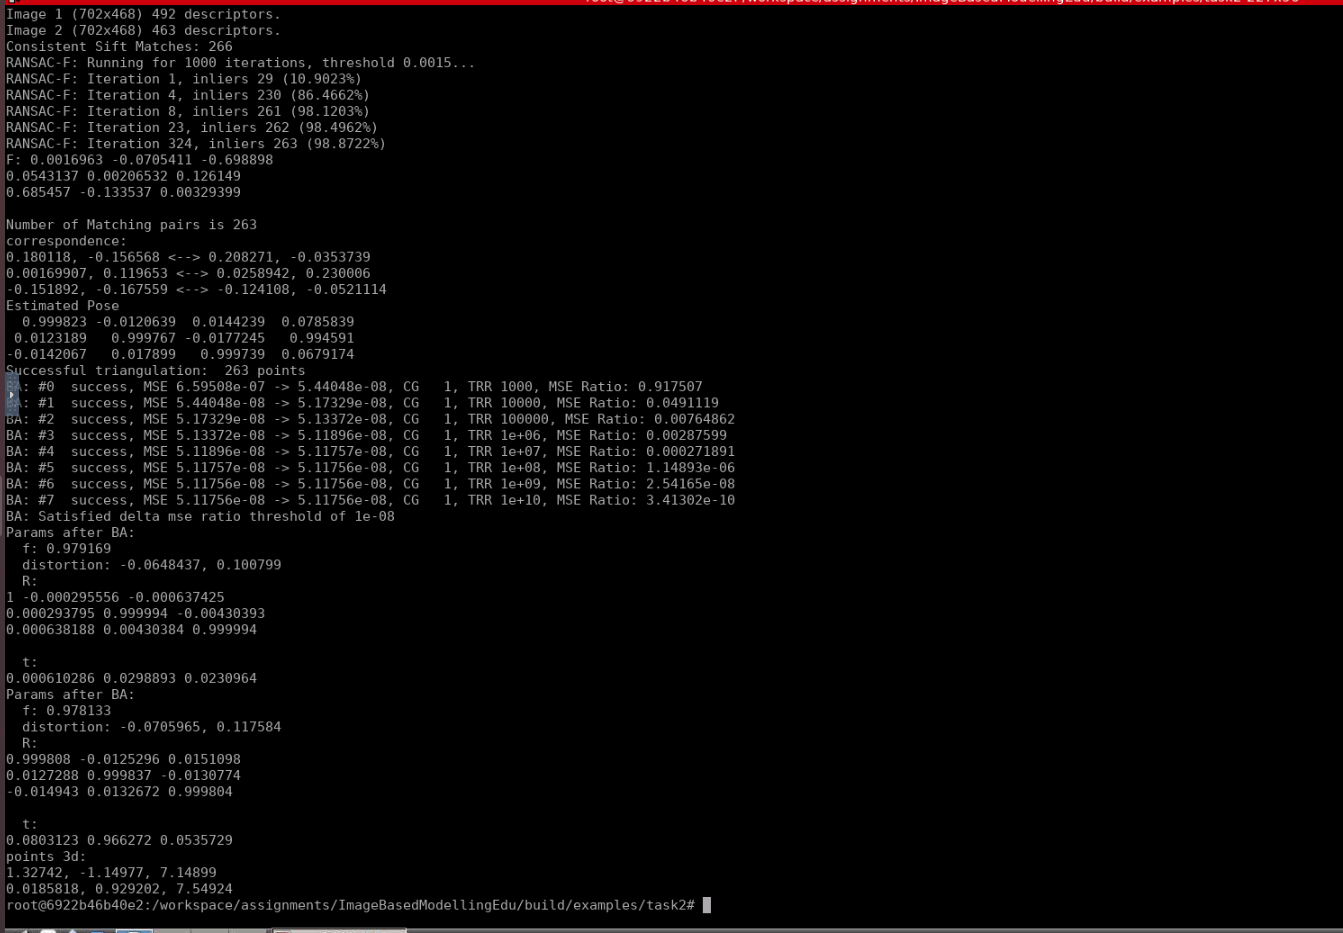 Image 1 (702x468) 492 descriptors.
Image 2 (702x468) 463 descriptors.
Consistent Sift Matches: 266
RANSAC-F: Running for 1000 iterations, threshold 0.0015...
RANSAC-F: Iteration 1, inliers 29 (10.9023%)
RANSAC-F: Iteration 4, inliers 230 (86.4662%)
RANSAC-F: Iteration 8, inliers 261 (98.1203%)
RANSAC-F: Iteration 23, inliers 262 (98.4962%)
RANSAC-F: Iteration 324, inliers 263 (98.8722%)
F: 0.0016963 -0.0705411 -0.698898
0.0543137 0.00206532 0.126149
0.685457 -0.133537 0.00329399
Number of Matching pairs is 263
correspondence:
0.180118, -0.156568 <--> 0.208271, -0.0353739
0.00169907, 0.119653 <--> 0.0258942, 0.230006
-0.151892, -0.167559 <--> -0.124108, -0.0521114
Estimated Pose
0.999823 -0.0120639 0.0144239 0.0785839
0.0123189 0.999767 -0.0177245 0.994591
-0.0142067 0.017899 0.999739 0.0679174
Successful triangulation: 263 points
BA: #0 success, MSE 6.59508e-07 -> 5.44048e-08, CG 1, TRR 1000, MSE Ratio: 0.917507
BA: #1 success, MSE 5.44048e-08 -> 5.17329e-08, CG 1, TRR 10000, MSE Ratio: 0.0491119
BA: #2 success, MSE 5.17329e-08 -> 5.13372e-08, CG 1, TRR 100000, MSE Ratio: 0.00764862
BA: #3 success, MSE 5.13372e-08 -> 5.11896e-08, CG 1, TRR 1e+06, MSE Ratio: 0.00287599
BA: #4 success, MSE 5.11896e-08 -> 5.11757e-08, CG 1, TRR 1e+07, MSE Ratio: 0.000271891
BA: #5 success, MSE 5.11757e-08 -> 5.11756e-08, CG 1, TRR 1e+08, MSE Ratio: 1.14893e-06
BA: #6 success, MSE 5.11756e-08 -> 5.11756e-08, CG 1, TRR 1e+09, MSE Ratio: 2.54165e-08
BA: #7 success, MSE 5.11756e-08 -> 5.11756e-08, CG 1, TRR 1e+10, MSE Ratio: 3.41302e-10
BA: Satisfied delta mse ratio threshold of 1e-08
Params after BA:
f: 0.979169
distortion: -0.0648437, 0.100799
R:
1 -0.000295556 -0.000637425
0.000293795 0.999994 -0.00430393
0.000638188 0.00430384 0.999994
t:
0.000610286 0.0298893 0.0230964
Params after BA:
f: 0.978133
distortion: -0.0705965, 0.117584
R:
0.999808 -0.0125296 0.0151098
0.0127288 0.999837 -0.0130774
-0.014943 0.0132672 0.999804
t:
0.0803123 0.966272 0.0535729
points 3d:
1.32742, -1.14977, 7.14899
0.0185818, 0.929202, 7.54924
root@6922b46b40e2:/workspace/assignments/ImageBasedModellingEdu/build/examples/task2#